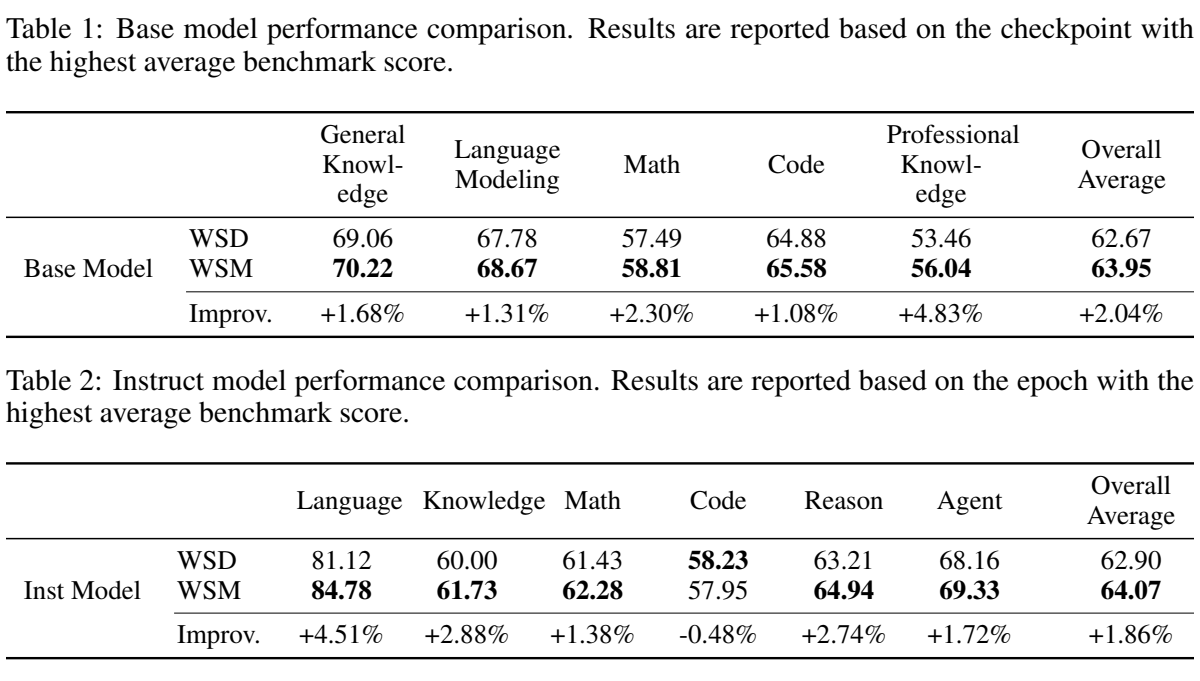 Table 1: Base model performance comparison. Results are reported based on the checkpoint with
the highest average benchmark score.
General Knowl- edge Language Modeling Math Code Professional Knowl- edge Overall Average
WSD 69.06 67.78 57.49 64.88 53.46 62.67
Base Model WSM 70.22 68.67 58.81 65.58 56.04 63.95
Improv. +1.68% +1.31% +2.30% +1.08% +4.83% +2.04%
Table 2: Instruct model performance comparison. Results are reported based on the epoch with the
highest average benchmark score.
Language Knowledge Math Code Reason Agent Overall Average
WSD 81.12 60.00 61.43 58.23 63.21 68.16 62.90
Inst Model WSM 84.78 61.73 62.28 57.95 64.94 69.33 64.07
Improv. +4.51% +2.88% +1.38% -0.48% +2.74% +1.72% +1.86%